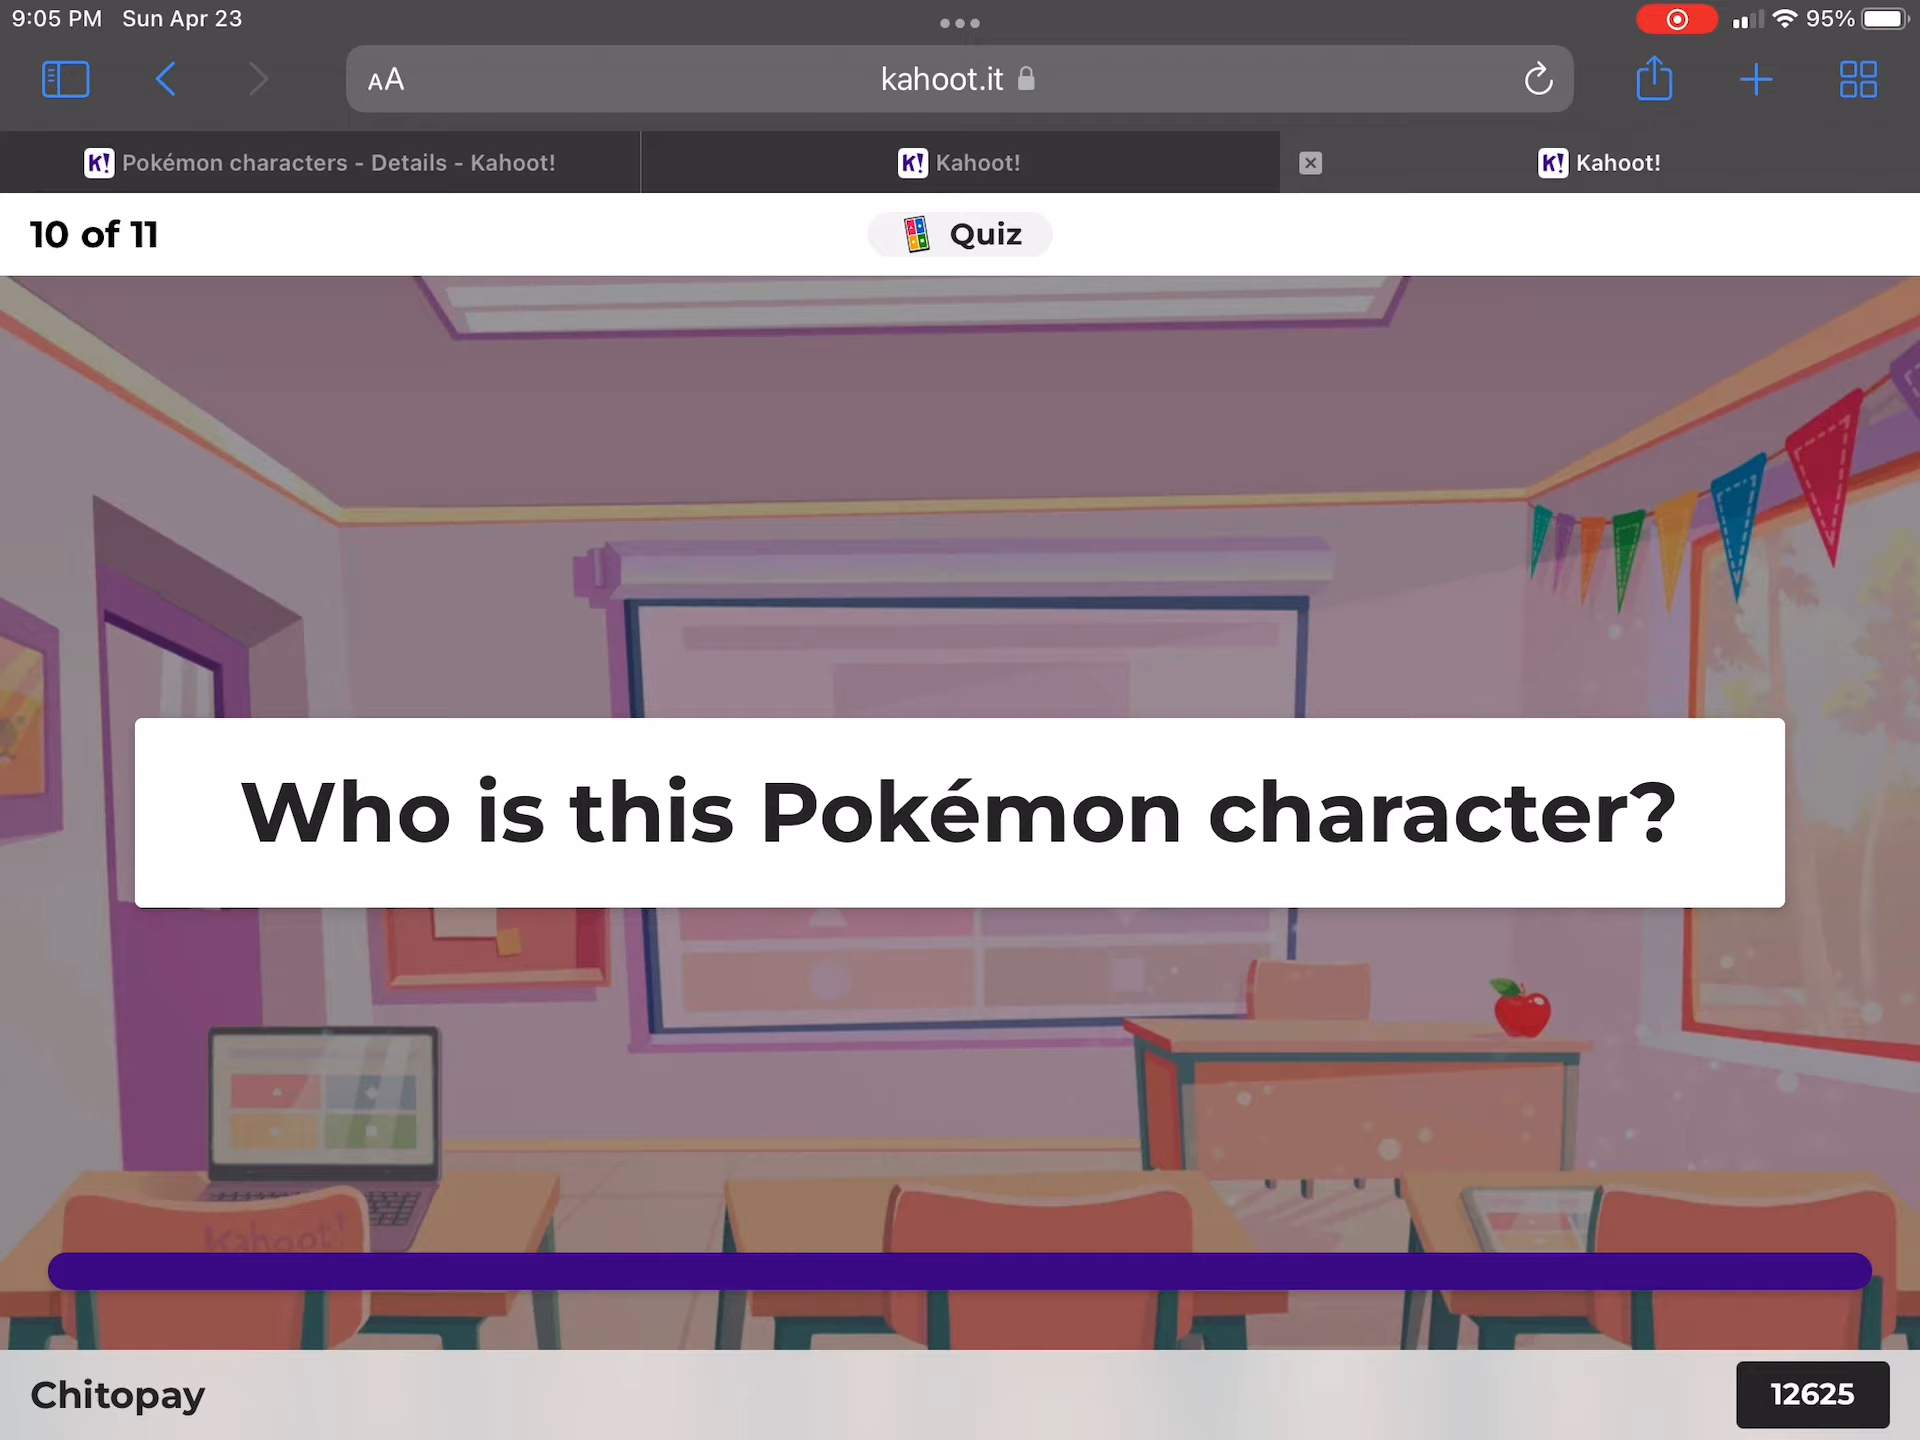 9:05 PM Sun Apr 23
95%
AA
kahoot.it
K! Pokémon characters - Details - Kahoot!
K! Kahoot!
K! Kahoot!
10 of 11
Quiz
Who is this Pokémon character?
Kahoot!
Chitopay
12625